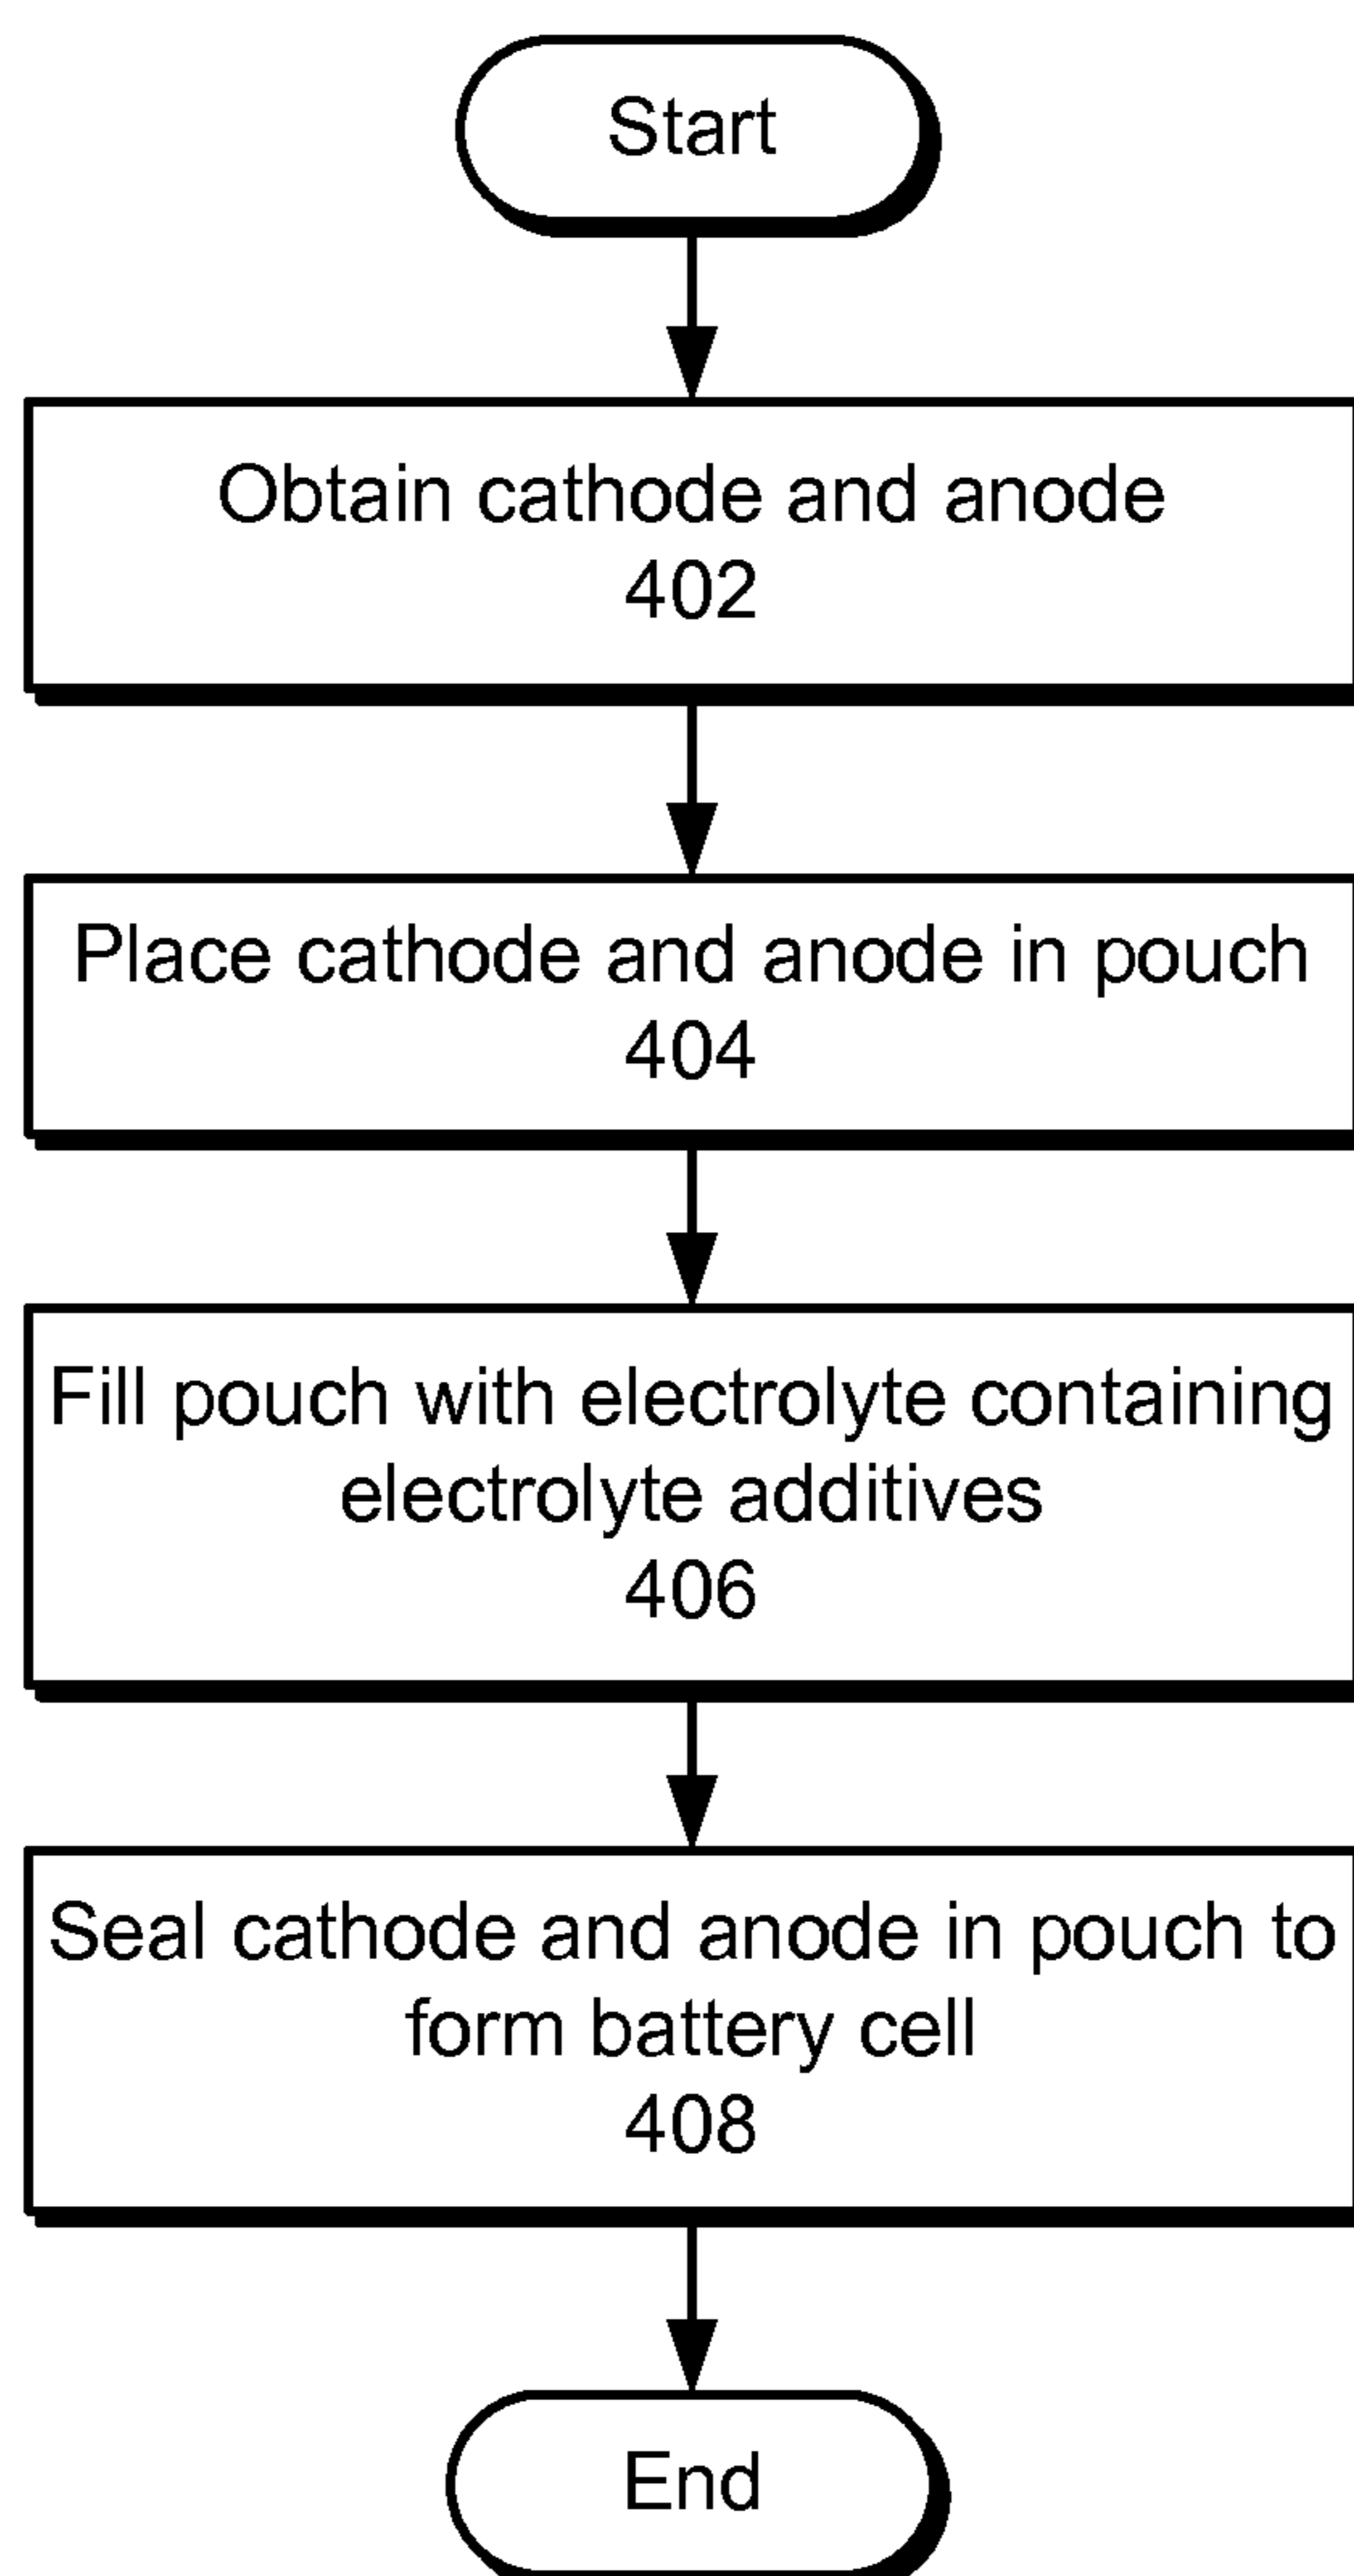 Start
Obtain cathode and anode
402
Place cathode and anode in pouch
404
Fill pouch with electrolyte containing
electrolyte additives
406
Seal cathode and anode in pouch to
form battery cell
408
End